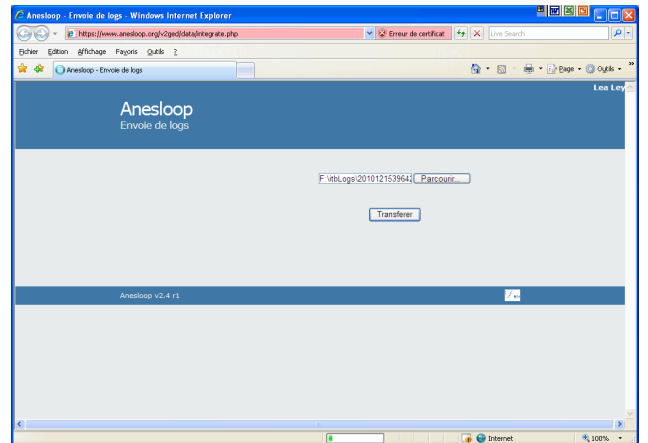 Anesloop - Envoie de logs - Windows Internet Explorer
https://www.anesloop.org/v2ged/data/integrate.php
Erreur de certificat
Live Search
Fichier Edition Affichage Favoris Outils ?
Anesloop - Envoie de logs
Page Outils
Lea Ley
Anesloop
Envoie de logs
Parcourir...
Transferer
Anesloop v2.4 r1
Internet
100%